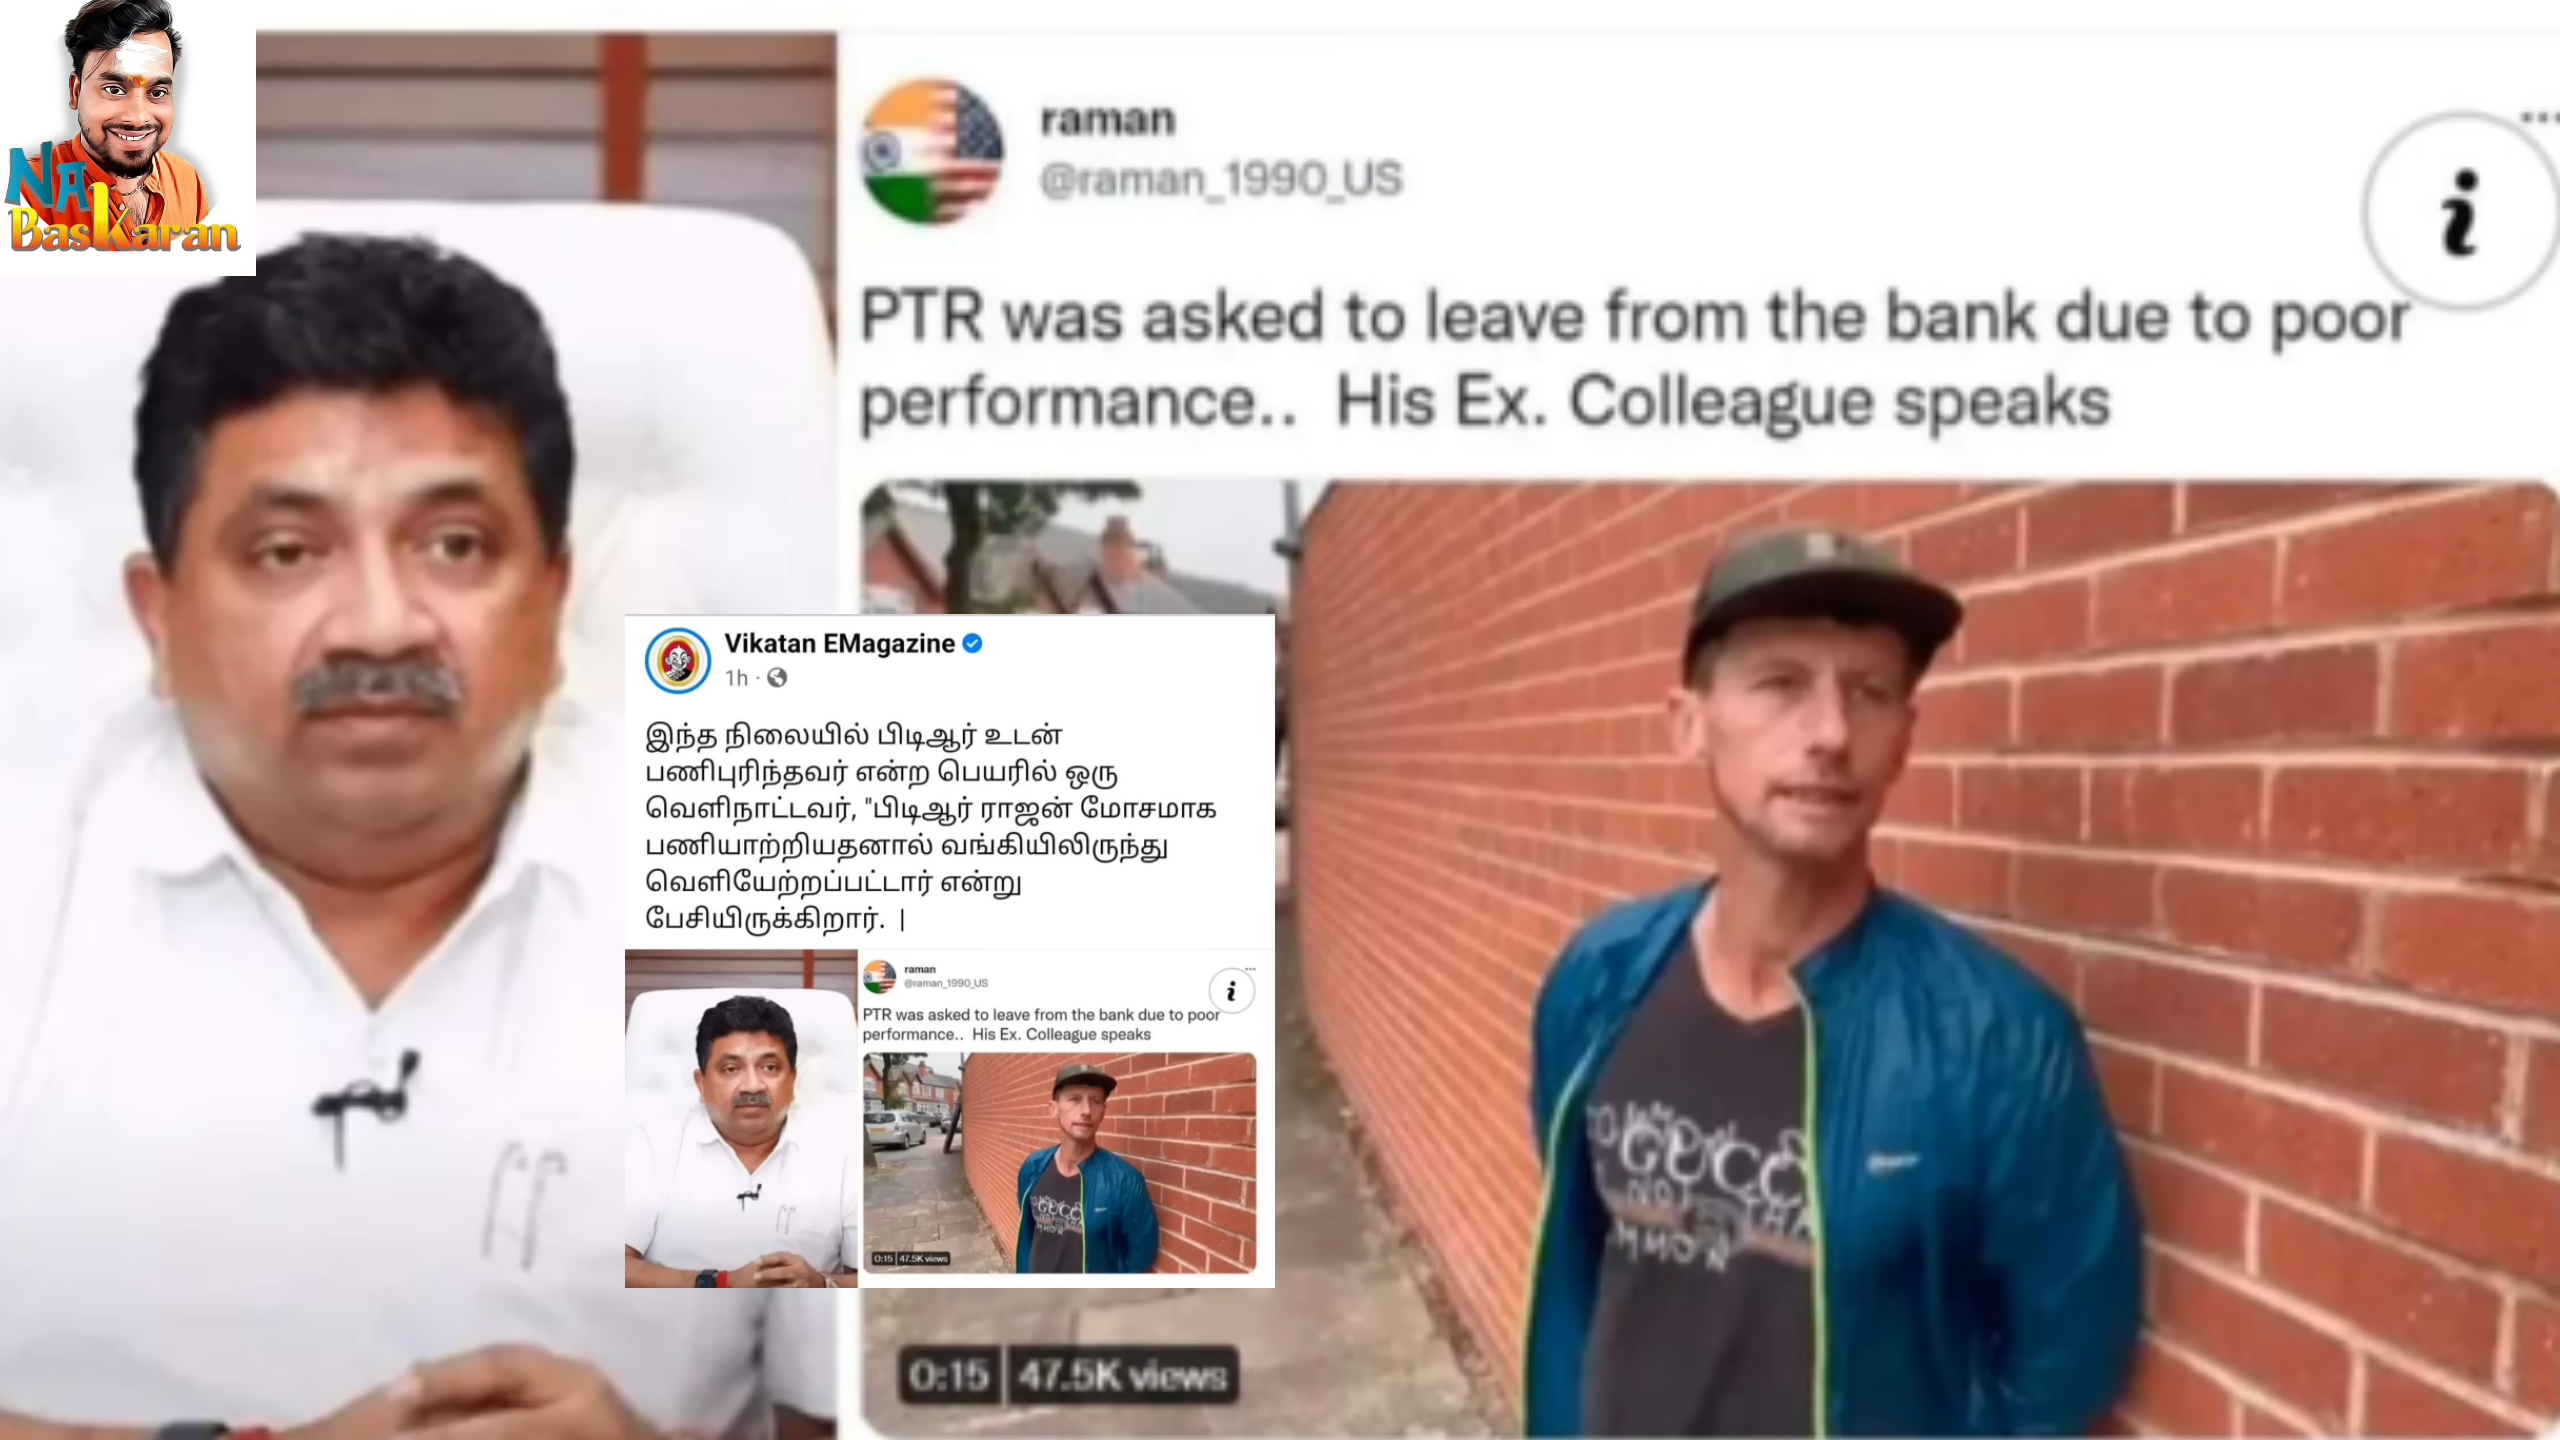 Na
Baskaran
raman
@raman_1990_US
PTR was asked to leave from the bank due to poor
performance.. His Ex. Colleague speaks
0:15 47.5K views
Vikatan EMagazine
1h
இந்த நிலையில் பிடிஆர் உடன்
பணிபுரிந்தவர் என்ற பெயரில் ஒரு
வெளிநாட்டவர், "பிடிஆர் ராஜன் மோசமாக
பணியாற்றியதனால் வங்கியிலிருந்து
வெளியேற்றப்பட்டார் என்று
பேசியிருக்கிறார். |
raman
@raman_1990_US
PTR was asked to leave from the bank due to poor
performance.. His Ex. Colleague speaks
0:15 47.5K views